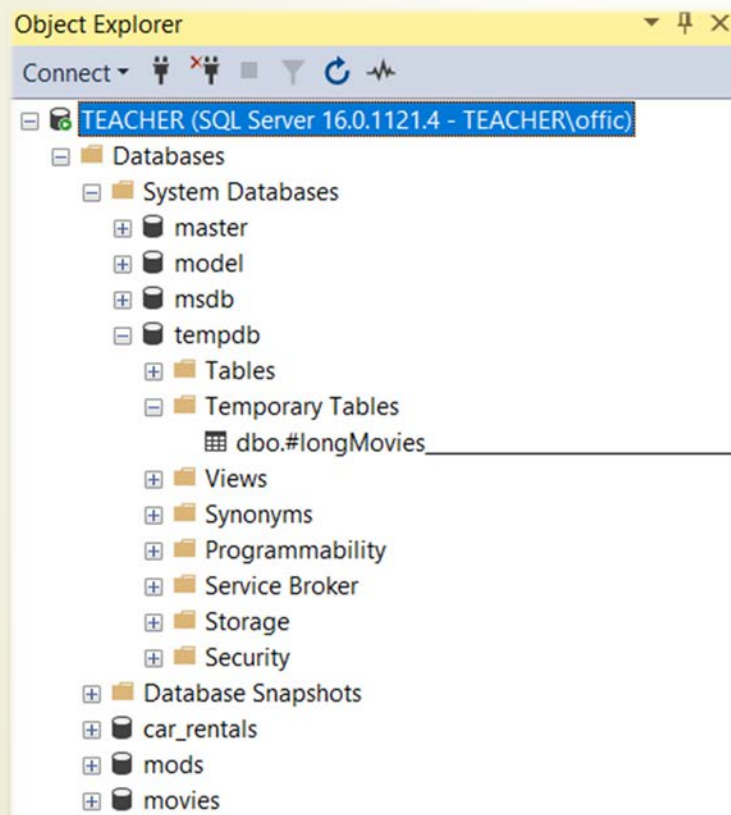 Object Explorer
Connect
TEACHER (SQL Server 16.0.1121.4 - TEACHER\offic)
Databases
System Databases
master
model
msdb
tempdb
Tables
Temporary Tables
dbo.#longMovies_______________________
Views
Synonyms
Programmability
Service Broker
Storage
Security
Database Snapshots
car_rentals
mods
movies